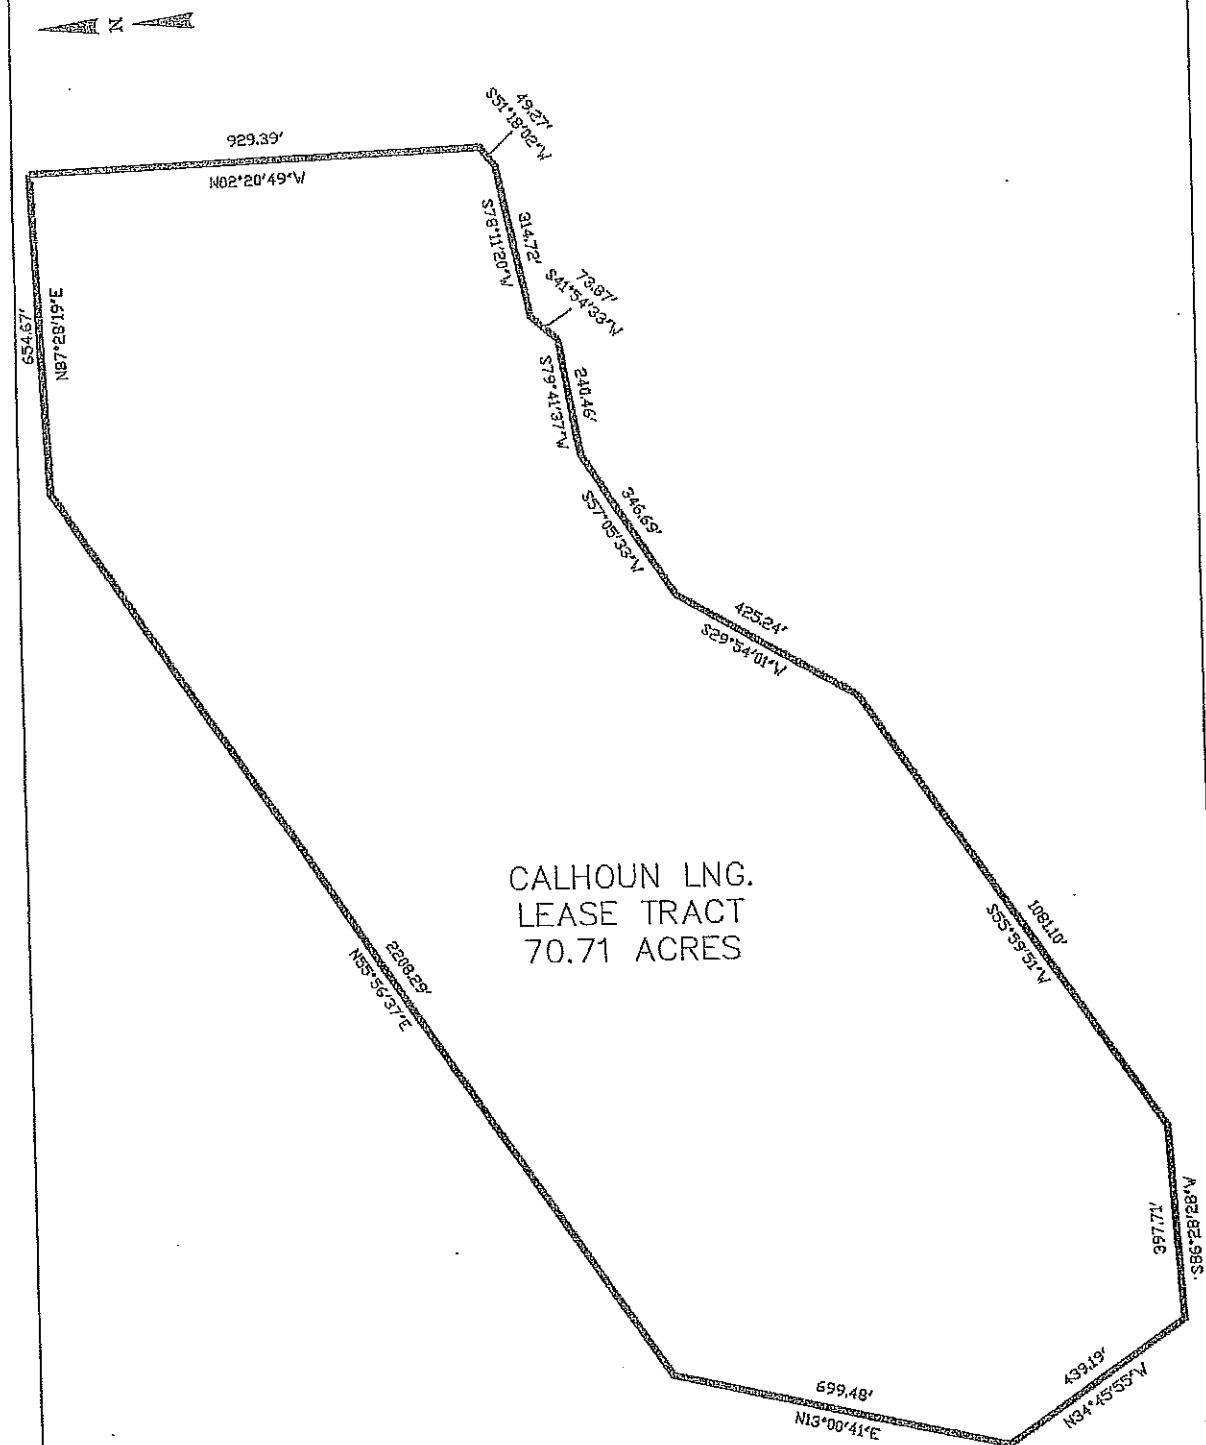 N
49.27'
S51°18'02"W
929.39'
N02°20'49"W
314.72'
S78°11'20"W
73.87'
S41°54'33"W
654.67'
N87°28'19"E
240.46'
S79°41'37"W
346.69'
S57°05'33"W
425.24'
S29°54'01"W
CALHOUN LNG.
LEASE TRACT
70.71 ACRES
1081.10'
S55°59'51"W
2208.29'
N55°56'37"E
397.71'
S86°28'28"W
439.19'
N34°45'55"W
699.48'
N13°00'41"E